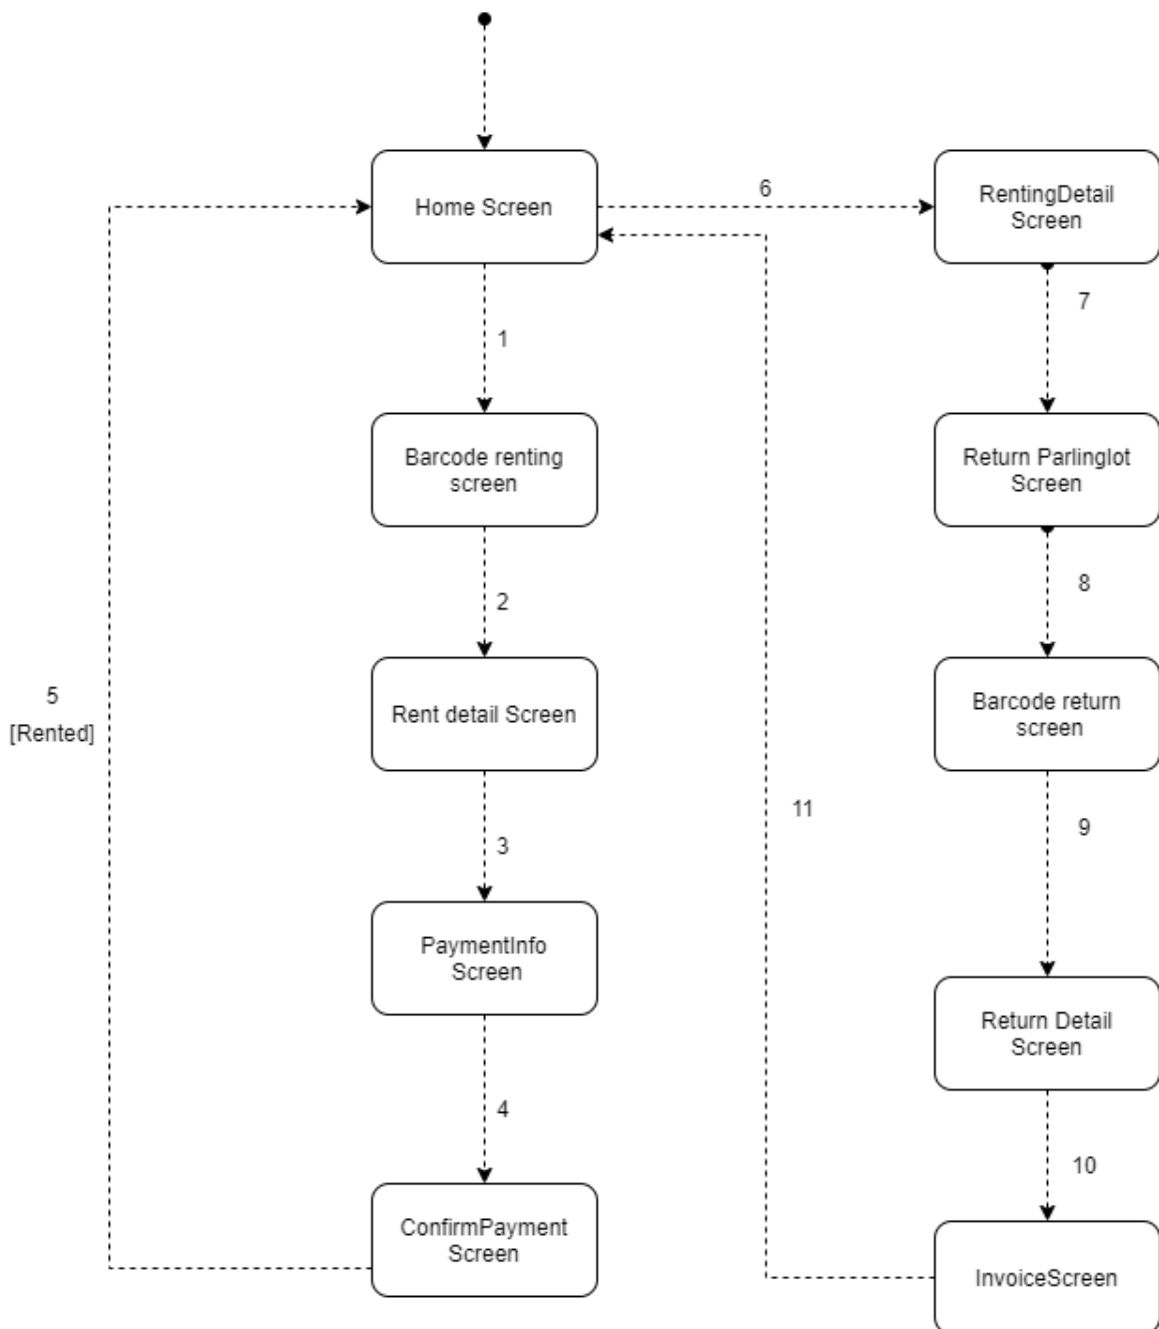 Home Screen
6
RentingDetail
Screen
1
7
Barcode renting
screen
Return Parlinglot
Screen
2
8
5
[Rented]
Rent detail Screen
Barcode return
screen
3
11
9
PaymentInfo
Screen
Return Detail
Screen
4
10
ConfirmPayment
Screen
InvoiceScreen